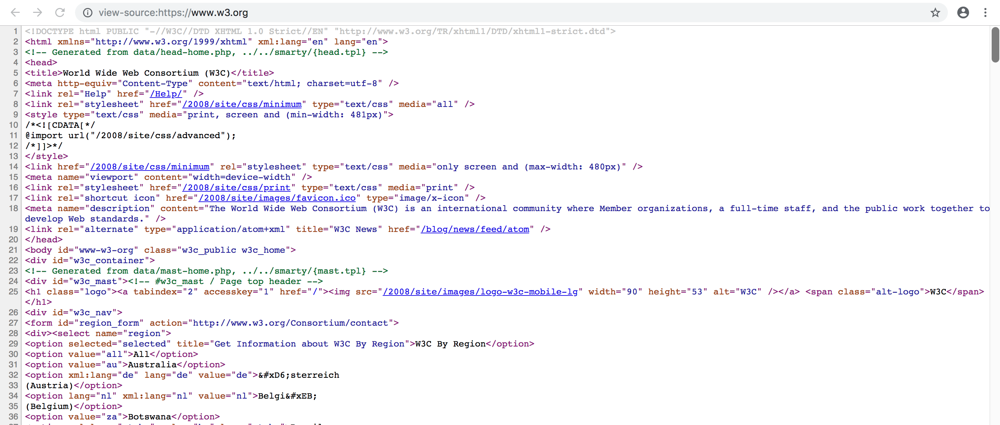 view-source:https://www.w3.org
1 <!DOCTYPE html PUBLIC "-//W3C//DTD XHTML 1.0 Strict//EN" "http://www.w3.org/TR/xhtml1/DTD/xhtml1-strict.dtd">
2 <html xmlns="http://www.w3.org/1999/xhtml" xml:lang="en" lang="en">
3 <!-- Generated from data/head-home.php, ../../smarty/{head.tpl} -->
4 <head>
5 <title>World Wide Web Consortium (W3C)</title>
6 <meta http-equiv="Content-Type" content="text/html; charset=utf-8" />
7 <link rel="Help" href="/Help/" />
8 <link rel="stylesheet" href="/2008/site/css/minimum" type="text/css" media="all" />
9 <style type="text/css" media="print, screen and (min-width: 481px)">
10 /*<![CDATA[*/
11 @import url("/2008/site/css/advanced");
12 /*]]>*/
13 </style>
14 <link href="/2008/site/css/minimum" rel="stylesheet" type="text/css" media="only screen and (max-width: 480px)" />
15 <meta name="viewport" content="width=device-width" />
16 <link rel="stylesheet" href="/2008/site/css/print" type="text/css" media="print" />
17 <link rel="shortcut icon" href="/2008/site/images/favicon.ico" type="image/x-icon" />
18 <meta name="description" content="The World Wide Web Consortium (W3C) is an international community where Member organizations, a full-time staff, and the public work together to
develop Web standards." />
19 <link rel="alternate" type="application/atom+xml" title="W3C News" href="/blog/news/feed/atom" />
20 </head>
21 <body id="www-w3-org" class="w3c_public w3c_home">
22 <div id="w3c_container">
23 <!-- Generated from data/mast-home.php, ../../smarty/{mast.tpl} -->
24 <div id="w3c_mast"><!-- #w3c_mast / Page top header -->
25 <h1 class="logo"><a tabindex="2" accesskey="1" href="/"><img src="/2008/site/images/logo-w3c-mobile-lg" width="90" height="53" alt="W3C" /></a> <span class="alt-logo">W3C</span>
</h1>
26 <div id="w3c_nav">
27 <form id="region_form" action="http://www.w3.org/Consortium/contact">
28 <div><select name="region">
29 <option selected="selected" title="Get Information about W3C By Region">W3C By Region</option>
30 <option value="all">All</option>
31 <option value="au">Australia</option>
32 <option xml:lang="de" lang="de" value="de">&#xD6;sterreich
33 (Austria)</option>
34 <option lang="nl" xml:lang="nl" value="nl">Belgi&#xEB;
35 (Belgium)</option>
36 <option value="za">Botswana</option>